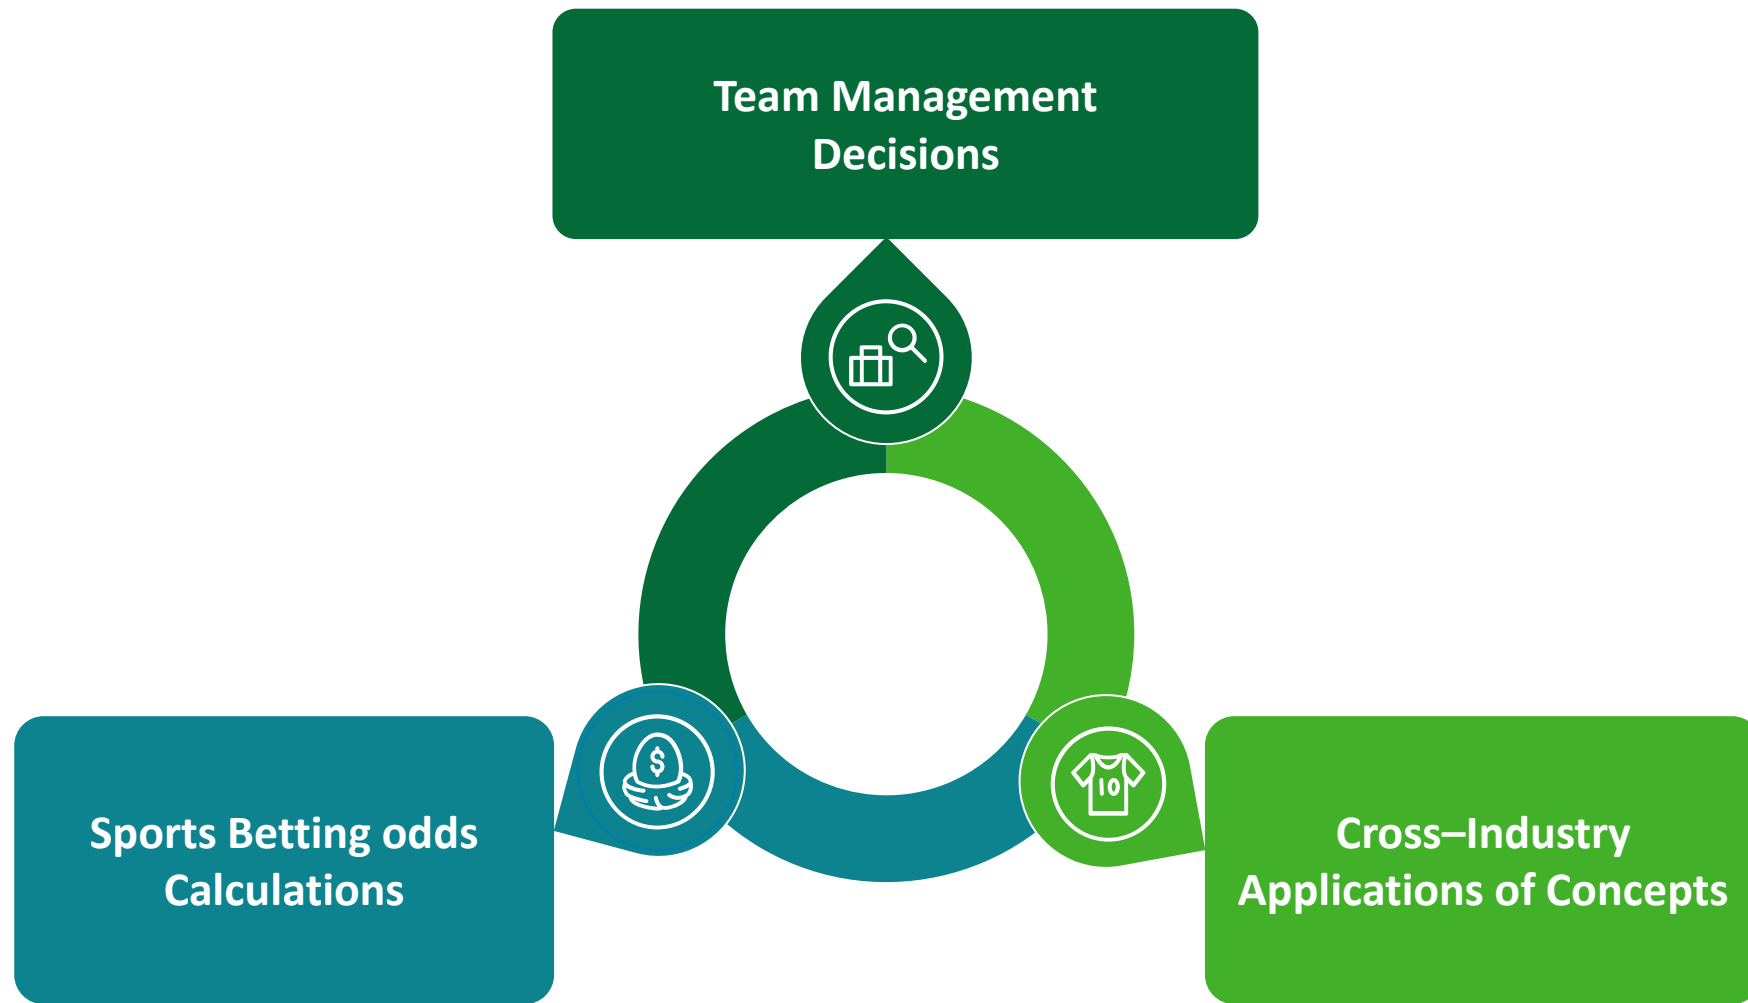 Team Management
Decisions
$
10
Sports Betting odds
Calculations
Cross–Industry
Applications of Concepts